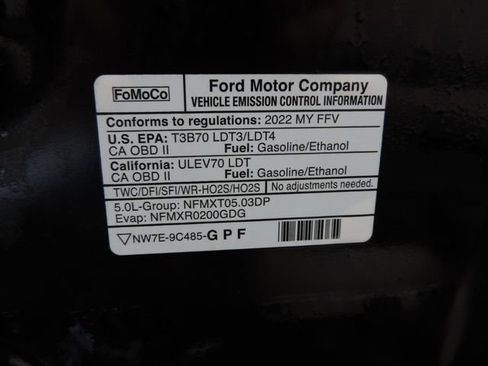 FoMoCo
Ford Motor Company
VEHICLE EMISSION CONTROL INFORMATION
Conforms to regulations: 2022 MY FFV
U.S. EPA: T3B70 LDT3/LDT4
CA OBD II Fuel: Gasoline/Ethanol
California: ULEV70 LDT
CA OBD II Fuel: Gasoline/Ethanol
TWC/DFI/SFI/WR-HO2S/HO2S No adjustments needed.
5.0L-Group: NFMXT05.03DP
Evap: NFMXR0200GDG
NW7E-9C485-GPF